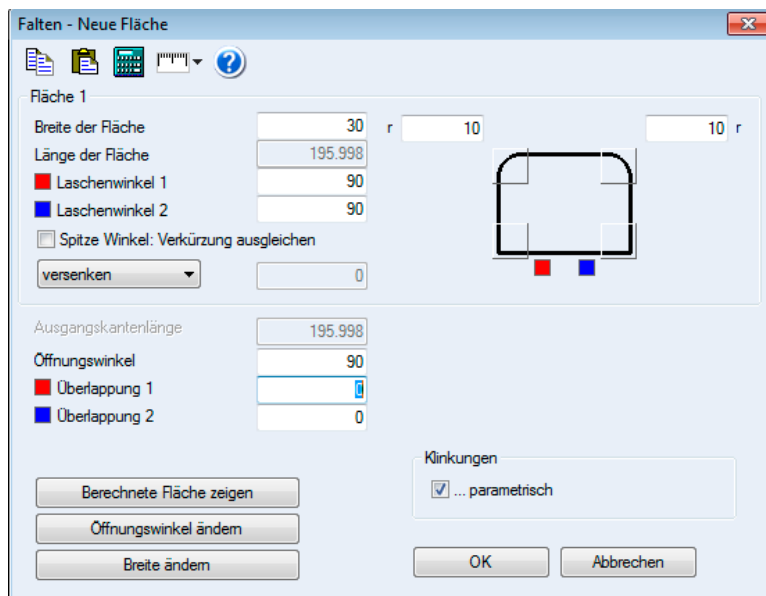 Falten - Neue Fläche
Fläche 1
Breite der Fläche 30 r 10 10 r
Länge der Fläche 195.998
Laschenwinkel 1 90
Laschenwinkel 2 90
Spitze Winkel: Verkürzung ausgleichen
versenken 0
Ausgangskantenlänge 195.998
Öffnungswinkel 90
Überlappung 1 0
Überlappung 2 0
Klinkungen
... parametrisch
Berechnete Fläche zeigen
Öffnungswinkel ändern
Breite ändern
OK Abbrechen